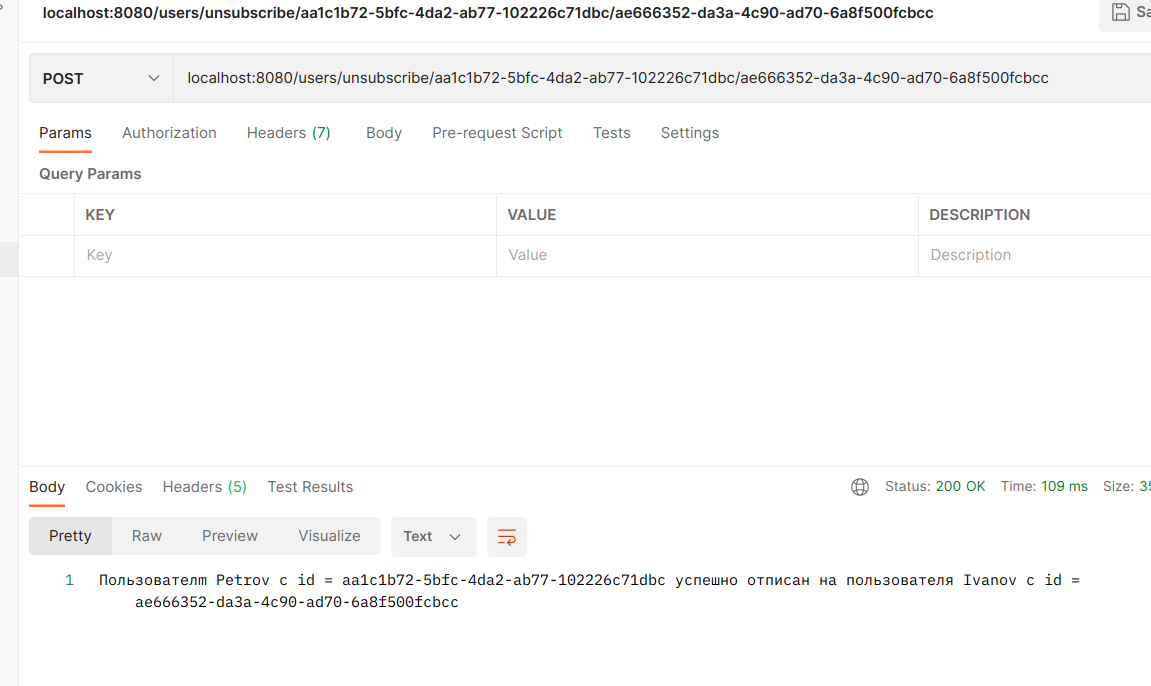 localhost:8080/users/unsubscribe/aa1c1b72-5bfc-4da2-ab77-102226c71dbc/ae666352-da3a-4c90-ad70-6a8f500fcbcc
POST localhost:8080/users/unsubscribe/aa1c1b72-5bfc-4da2-ab77-102226c71dbc/ae666352-da3a-4c90-ad70-6a8f500fcbcc
Params Authorization Headers (7) Body Pre-request Script Tests Settings
Query Params
KEY VALUE DESCRIPTION
Key Value Description
Body Cookies Headers (5) Test Results Status: 200 OK Time: 109 ms Size:
Pretty Raw Preview Visualize Text
1 Пользователм Petrov с id = aa1c1b72-5bfc-4da2-ab77-102226c71dbc успешно отписан на пользователя Ivanov с id =
ae666352-da3a-4c90-ad70-6a8f500fcbcc